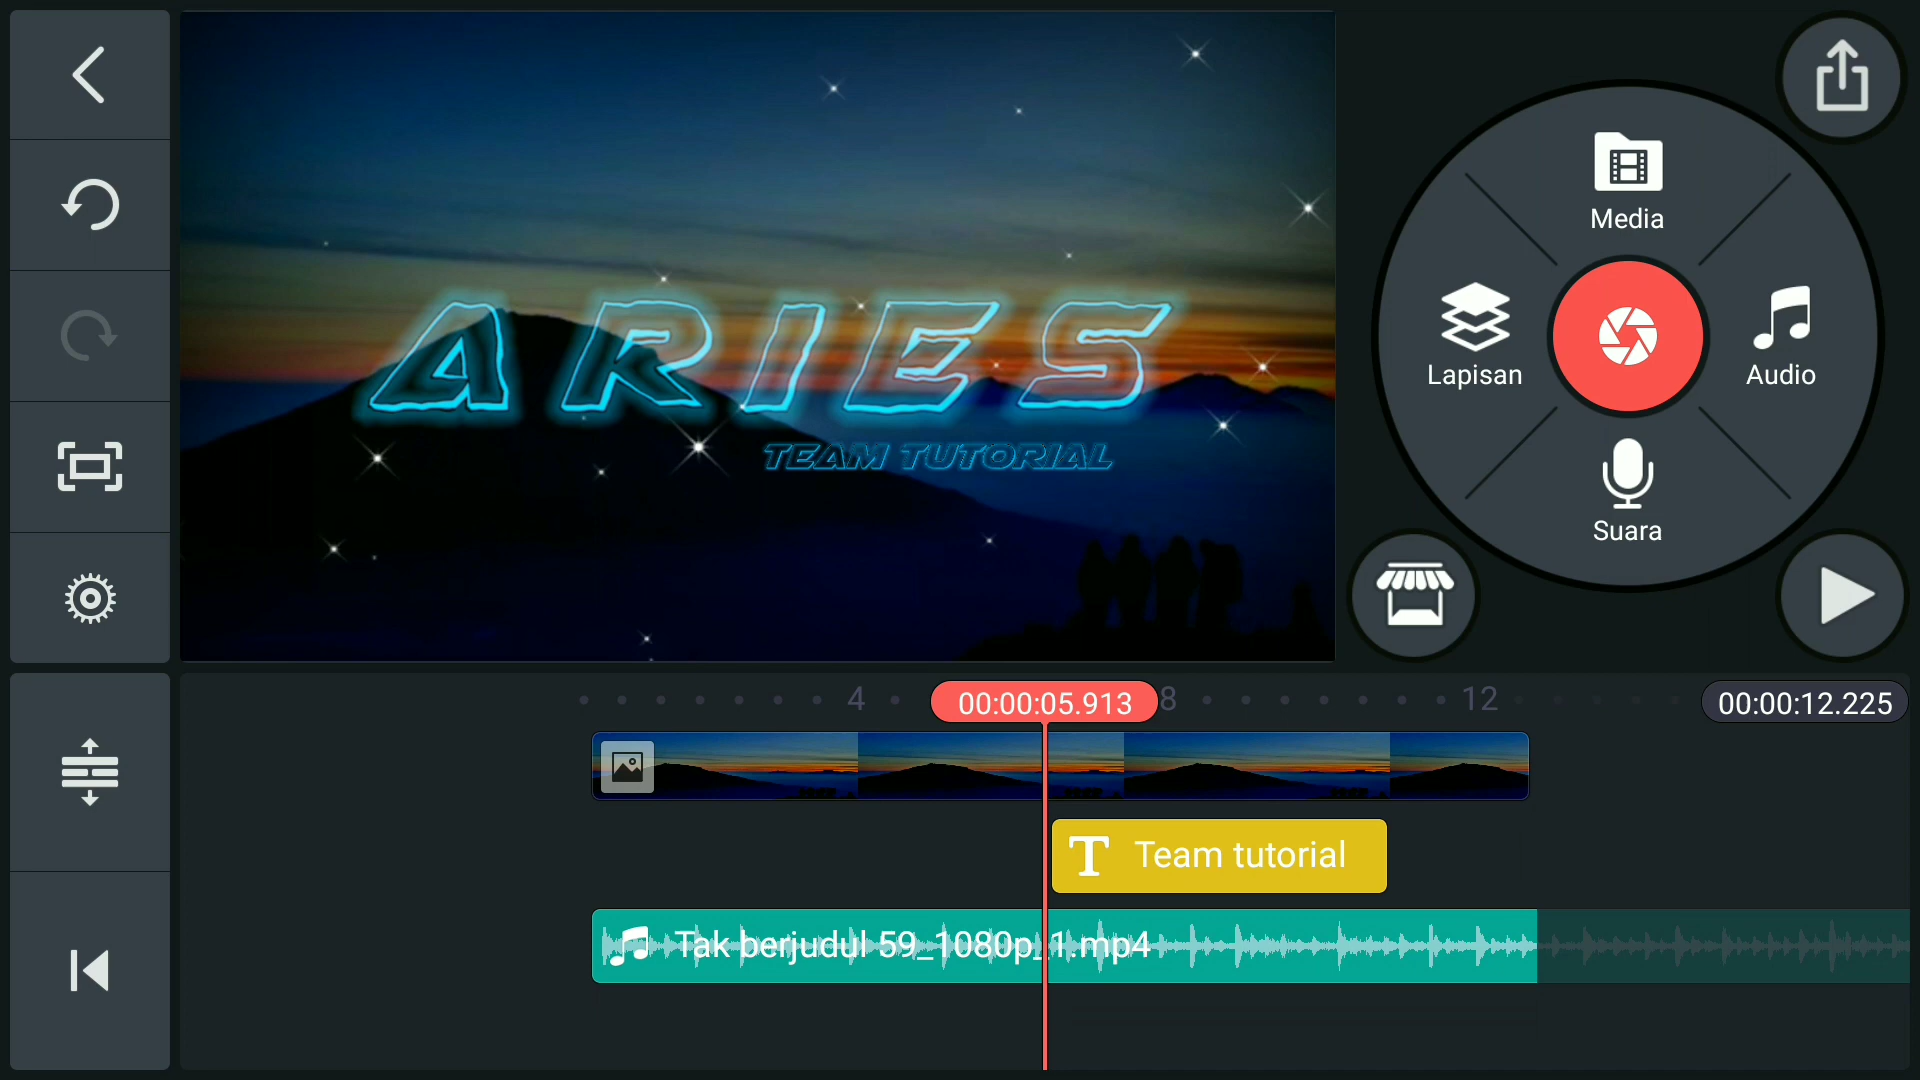 ARIES
TEAM TUTORIAL
Media
Lapisan
Audio
Suara
4
00:00:05.913
8
12
00:00:12.225
T Team tutorial
Tak berjudul 59_1080p_1.mp4